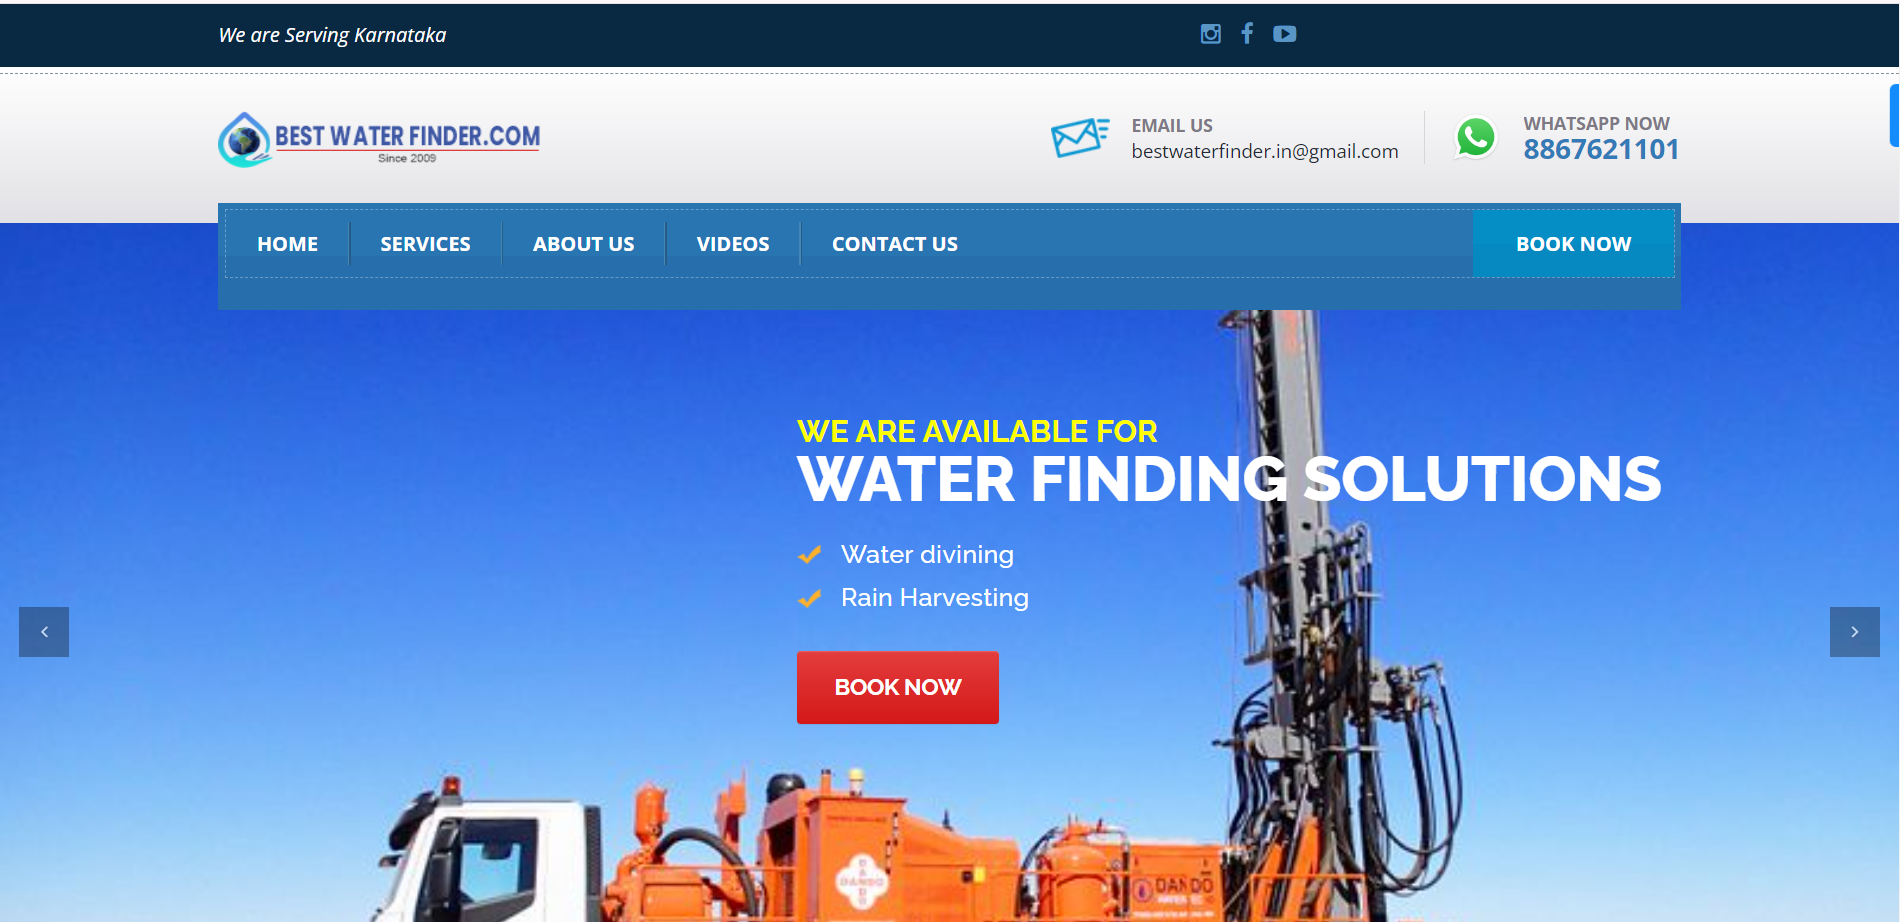 We are Serving Karnataka
BEST WATER FINDER.COM
Since 2009
EMAIL US
bestwaterfinder.in@gmail.com
WHATSAPP NOW
8867621101
HOME
SERVICES
ABOUT US
VIDEOS
CONTACT US
BOOK NOW
WE ARE AVAILABLE FOR
WATER FINDING SOLUTIONS
Water divining
Rain Harvesting
BOOK NOW
DANDO
DANDO